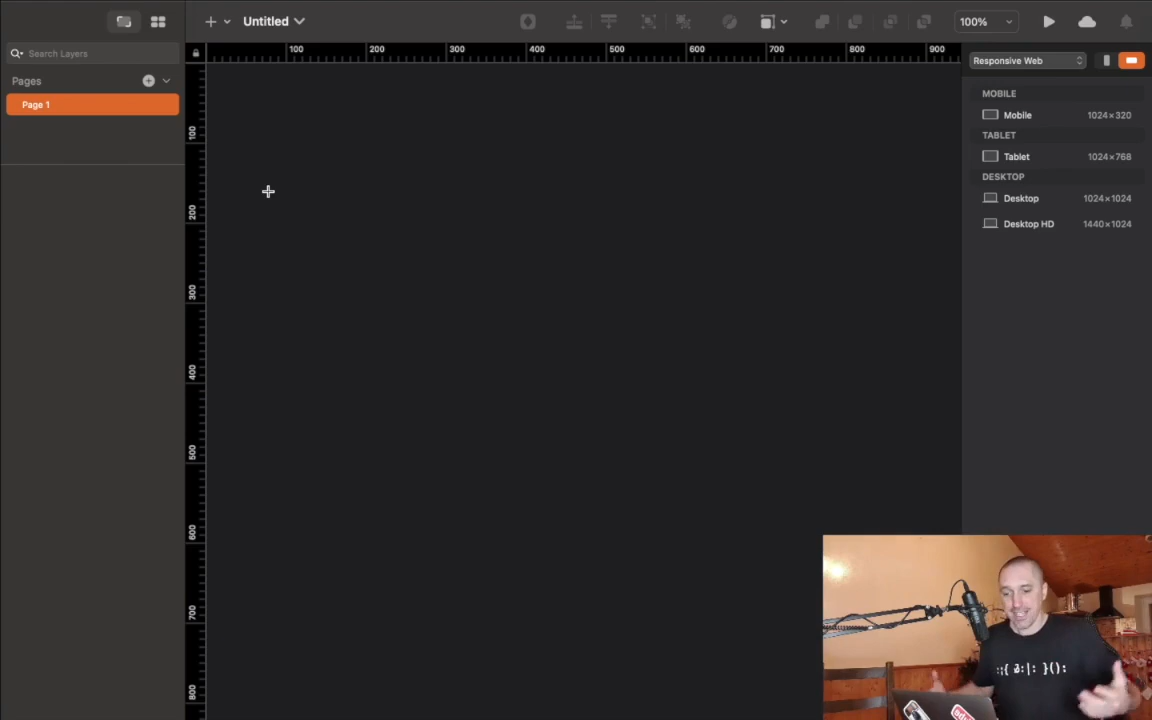 Untitled
100%
Search Layers
100 200 300 400 500 600 700 800 900
Responsive Web
Pages
Page 1
MOBILE
Mobile 1024×320
TABLET
Tablet 1024×768
DESKTOP
Desktop 1024×1024
Desktop HD 1440×1024
100
200
300
400
500
600
700
800